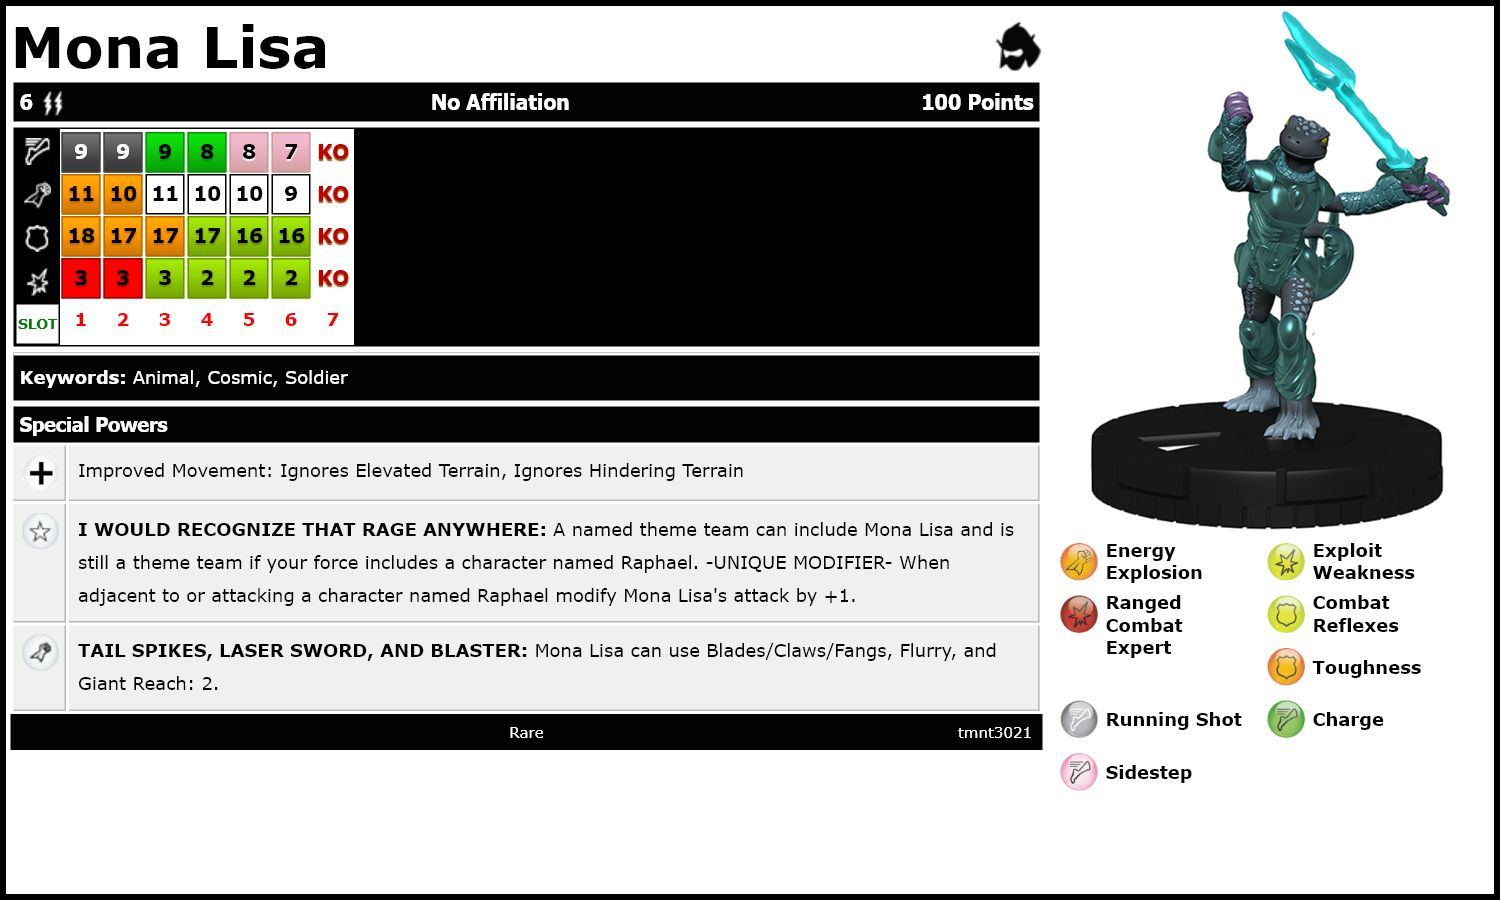 Mona Lisa
6 No Affiliation 100 Points
9 9 9 8 8 7 KO
11 10 11 10 10 9 KO
18 17 17 17 16 16 KO
3 3 3 2 2 2 KO
SLOT 1 2 3 4 5 6 7
Keywords: Animal, Cosmic, Soldier
Special Powers
Improved Movement: Ignores Elevated Terrain, Ignores Hindering Terrain
I WOULD RECOGNIZE THAT RAGE ANYWHERE: A named theme team can include Mona Lisa and is
still a theme team if your force includes a character named Raphael. -UNIQUE MODIFIER- When
adjacent to or attacking a character named Raphael modify Mona Lisa's attack by +1.
TAIL SPIKES, LASER SWORD, AND BLASTER: Mona Lisa can use Blades/Claws/Fangs, Flurry, and
Giant Reach: 2.
Rare tmnt3021
Energy
Explosion
Exploit
Weakness
Ranged
Combat
Expert
Combat
Reflexes
Toughness
Running Shot
Charge
Sidestep